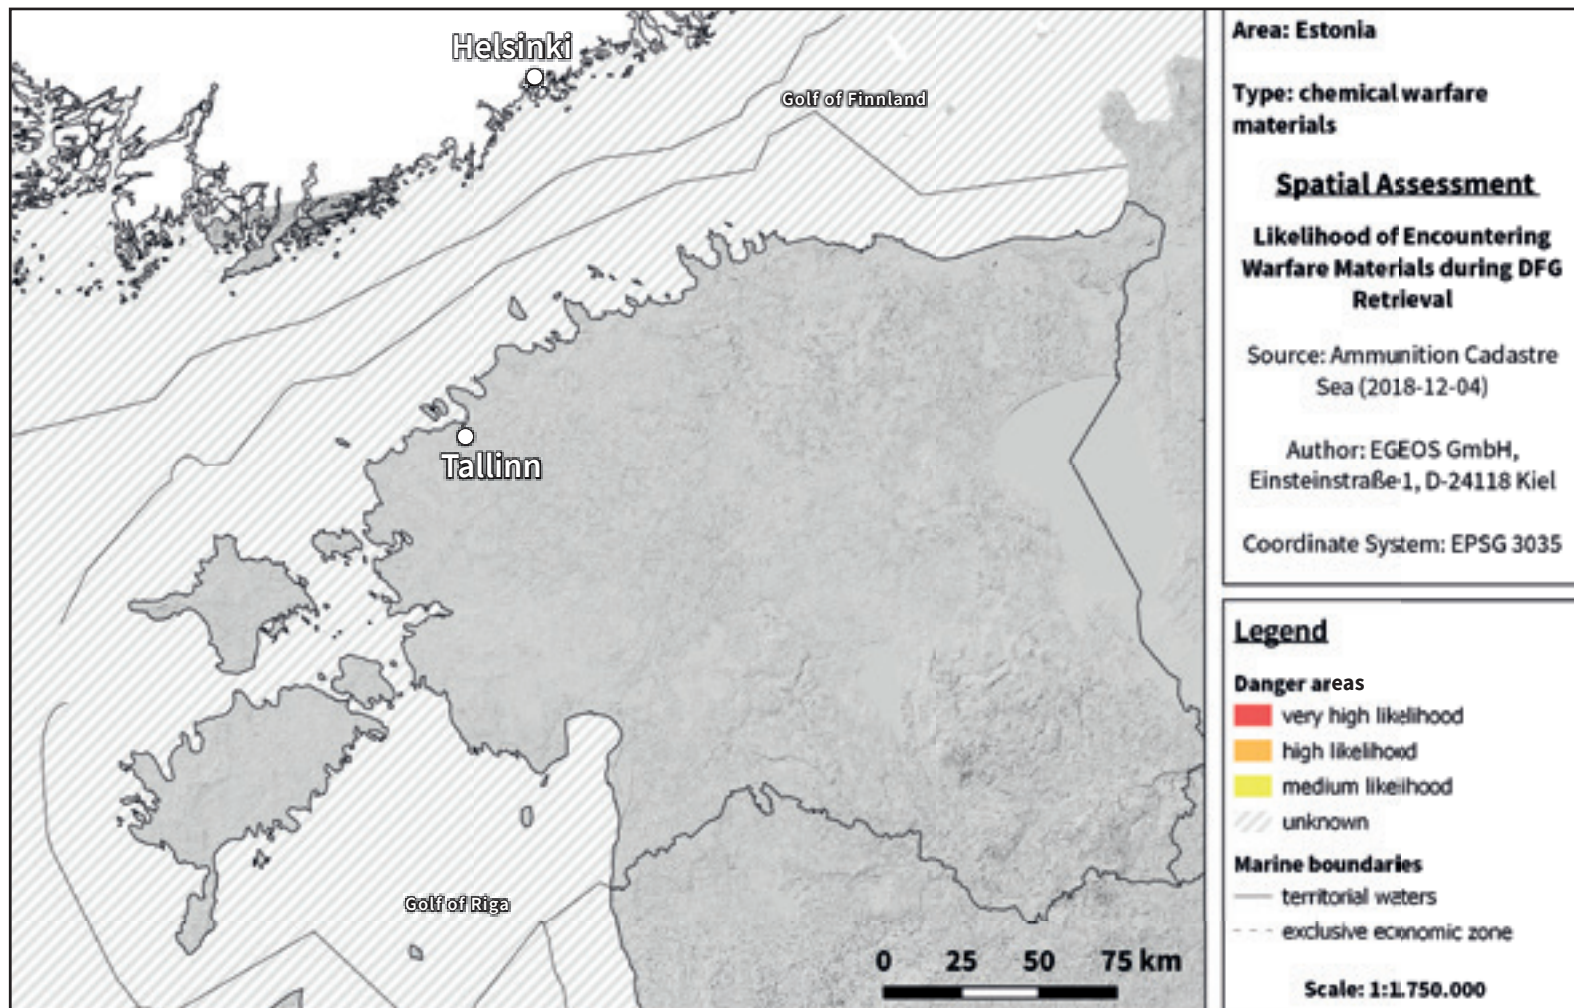 Helsinki
Golf of Finnland
Tallinn
Golf of Riga
0 25 50 75 km
Area: Estonia
Type: chemical warfare
materials
Spatial Assessment
Likelihood of Encountering
Warfare Materials during DFG
Retrieval
Source: Ammunition Cadastre
Sea (2018-12-04)
Author: EGEOS GmbH,
Einsteinstraße 1, D-24118 Kiel
Coordinate System: EPSG 3035
Legend
Danger areas
very high likelihood
high likelihood
medium likelihood
unknown
Marine boundaries
territorial waters
exclusive economic zone
Scale: 1:1.750.000